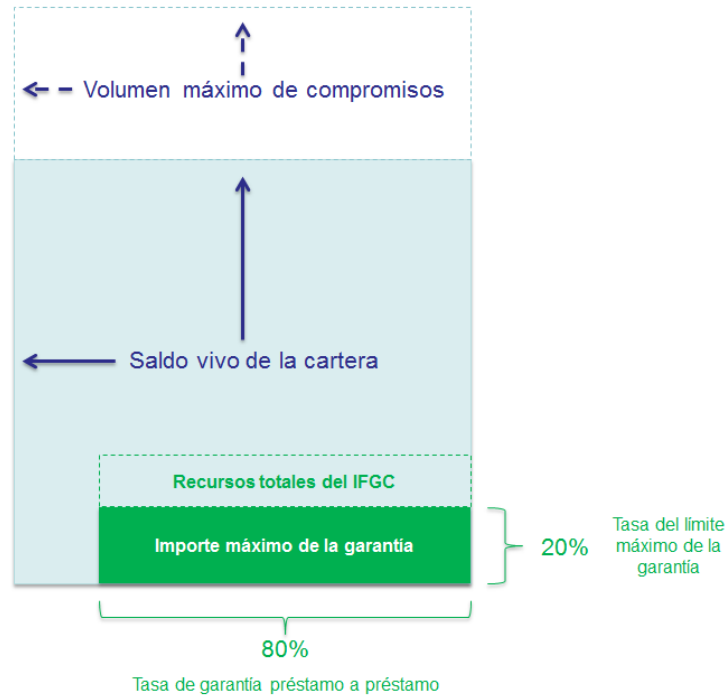 Volumen máximo de compromisos
Saldo vivo de la cartera
Recursos totales del IFGC
Importe máximo de la garantía
20%
Tasa del límite
máximo de la
garantía
80%
Tasa de garantía préstamo a préstamo